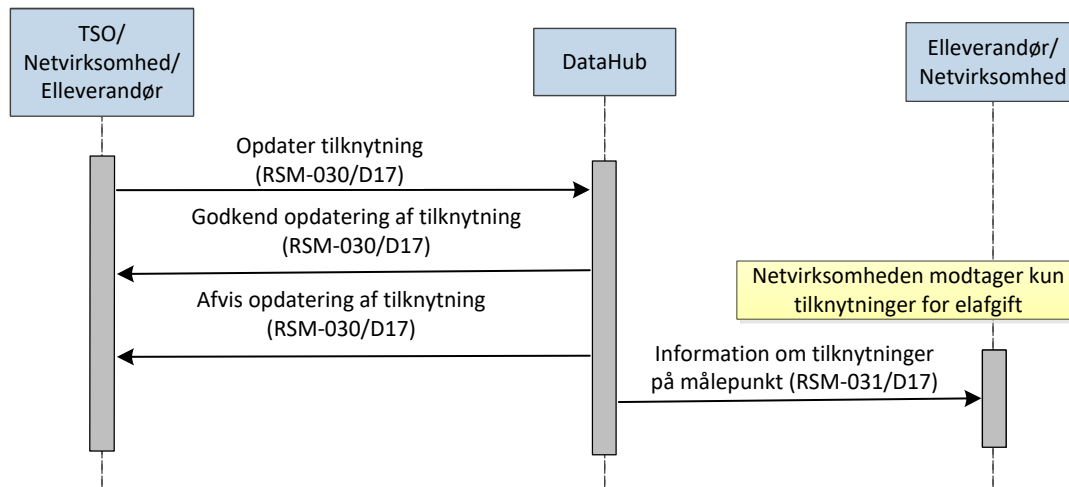 TSO/
Netvirksomhed/
Elleverandør
DataHub
Elleverandør/
Netvirksomhed
Opdater tilknytning
(RSM-030/D17)
Godkend opdatering af tilknytning
(RSM-030/D17)
Afvis opdatering af tilknytning
(RSM-030/D17)
Netvirksomheden modtager kun
tilknytninger for elafgift
Information om tilknytninger
på målepunkt (RSM-031/D17)